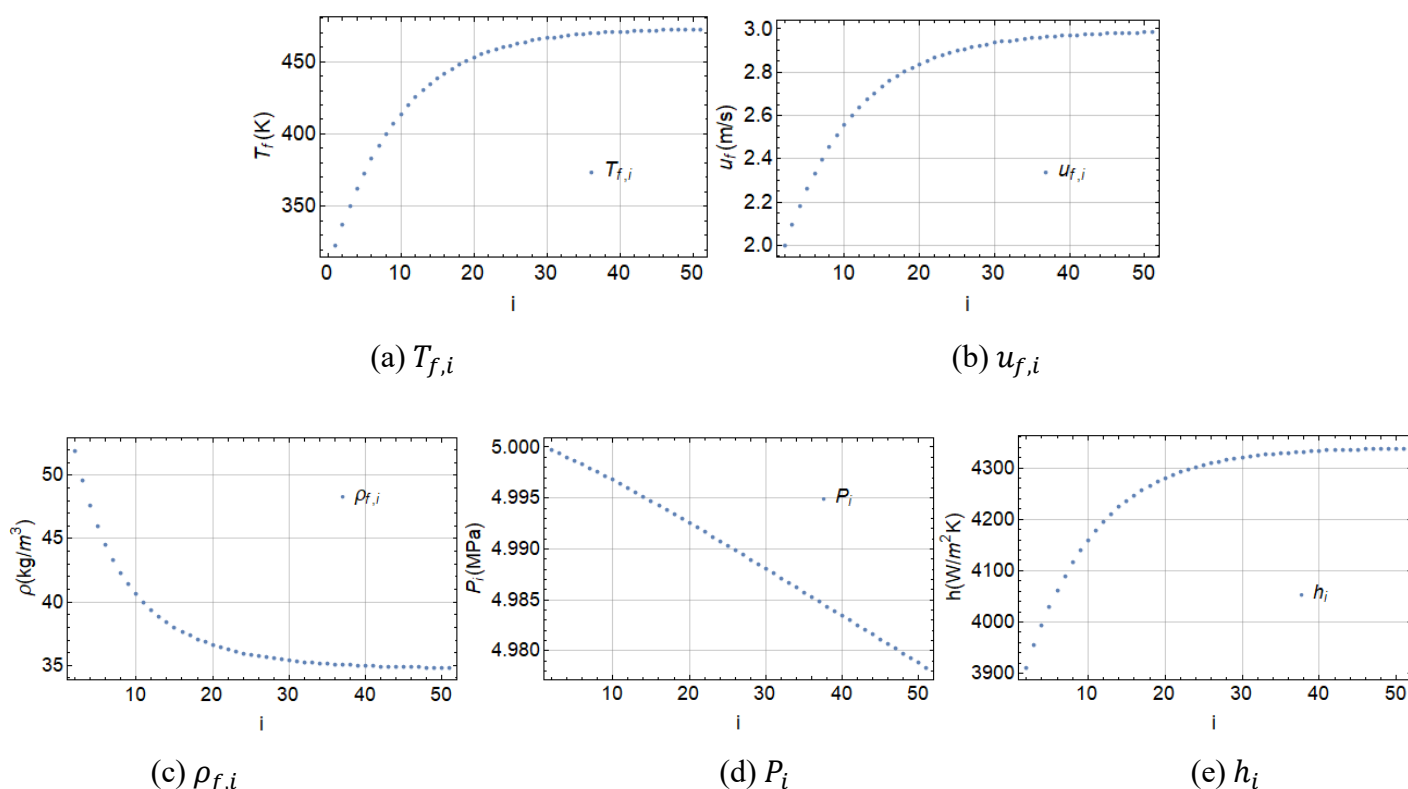 450
400
350
T_f(K)
T_{f,i}
0 10 20 30 40 50
i
(a) T_{f,i}
3.0
2.8
2.6
2.4
2.2
2.0
u_f(m/s)
u_{f,i}
10 20 30 40 50
i
(b) u_{f,i}
50
45
40
35
ρ(kg/m^3)
ρ_{f,i}
10 20 30 40 50
i
(c) ρ_{f,i}
5.000
4.995
4.990
4.985
4.980
P_i(MPa)
P_i
10 20 30 40 50
i
(d) P_i
4300
4200
4100
4000
3900
h(W/m^2K)
h_i
10 20 30 40 50
i
(e) h_i